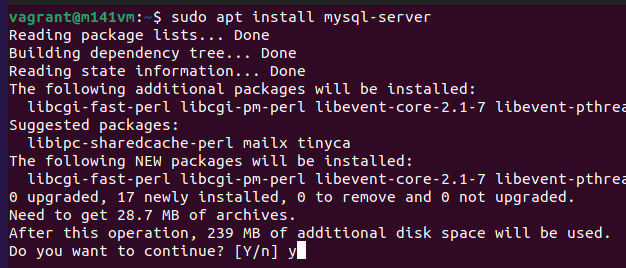 vagrant@m141vm:~$ sudo apt install mysql-server
Reading package lists... Done
Building dependency tree... Done
Reading state information... Done
The following additional packages will be installed:
  libcgi-fast-perl libcgi-pm-perl libevent-core-2.1-7 libevent-pthrea
Suggested packages:
  libipc-sharedcache-perl mailx tinyca
The following NEW packages will be installed:
  libcgi-fast-perl libcgi-pm-perl libevent-core-2.1-7 libevent-pthrea
0 upgraded, 17 newly installed, 0 to remove and 0 not upgraded.
Need to get 28.7 MB of archives.
After this operation, 239 MB of additional disk space will be used.
Do you want to continue? [Y/n] y